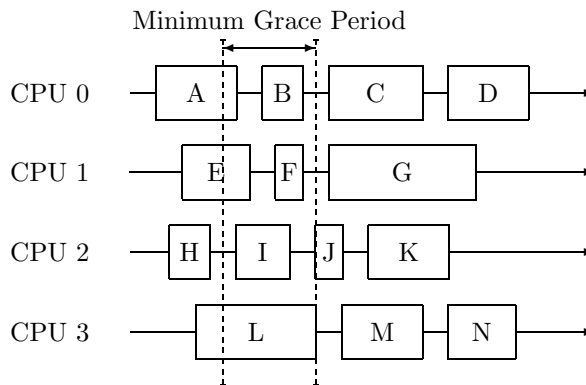 Minimum Grace Period
CPU 0 A B C D
CPU 1 E F G
CPU 2 H I J K
CPU 3 L M N